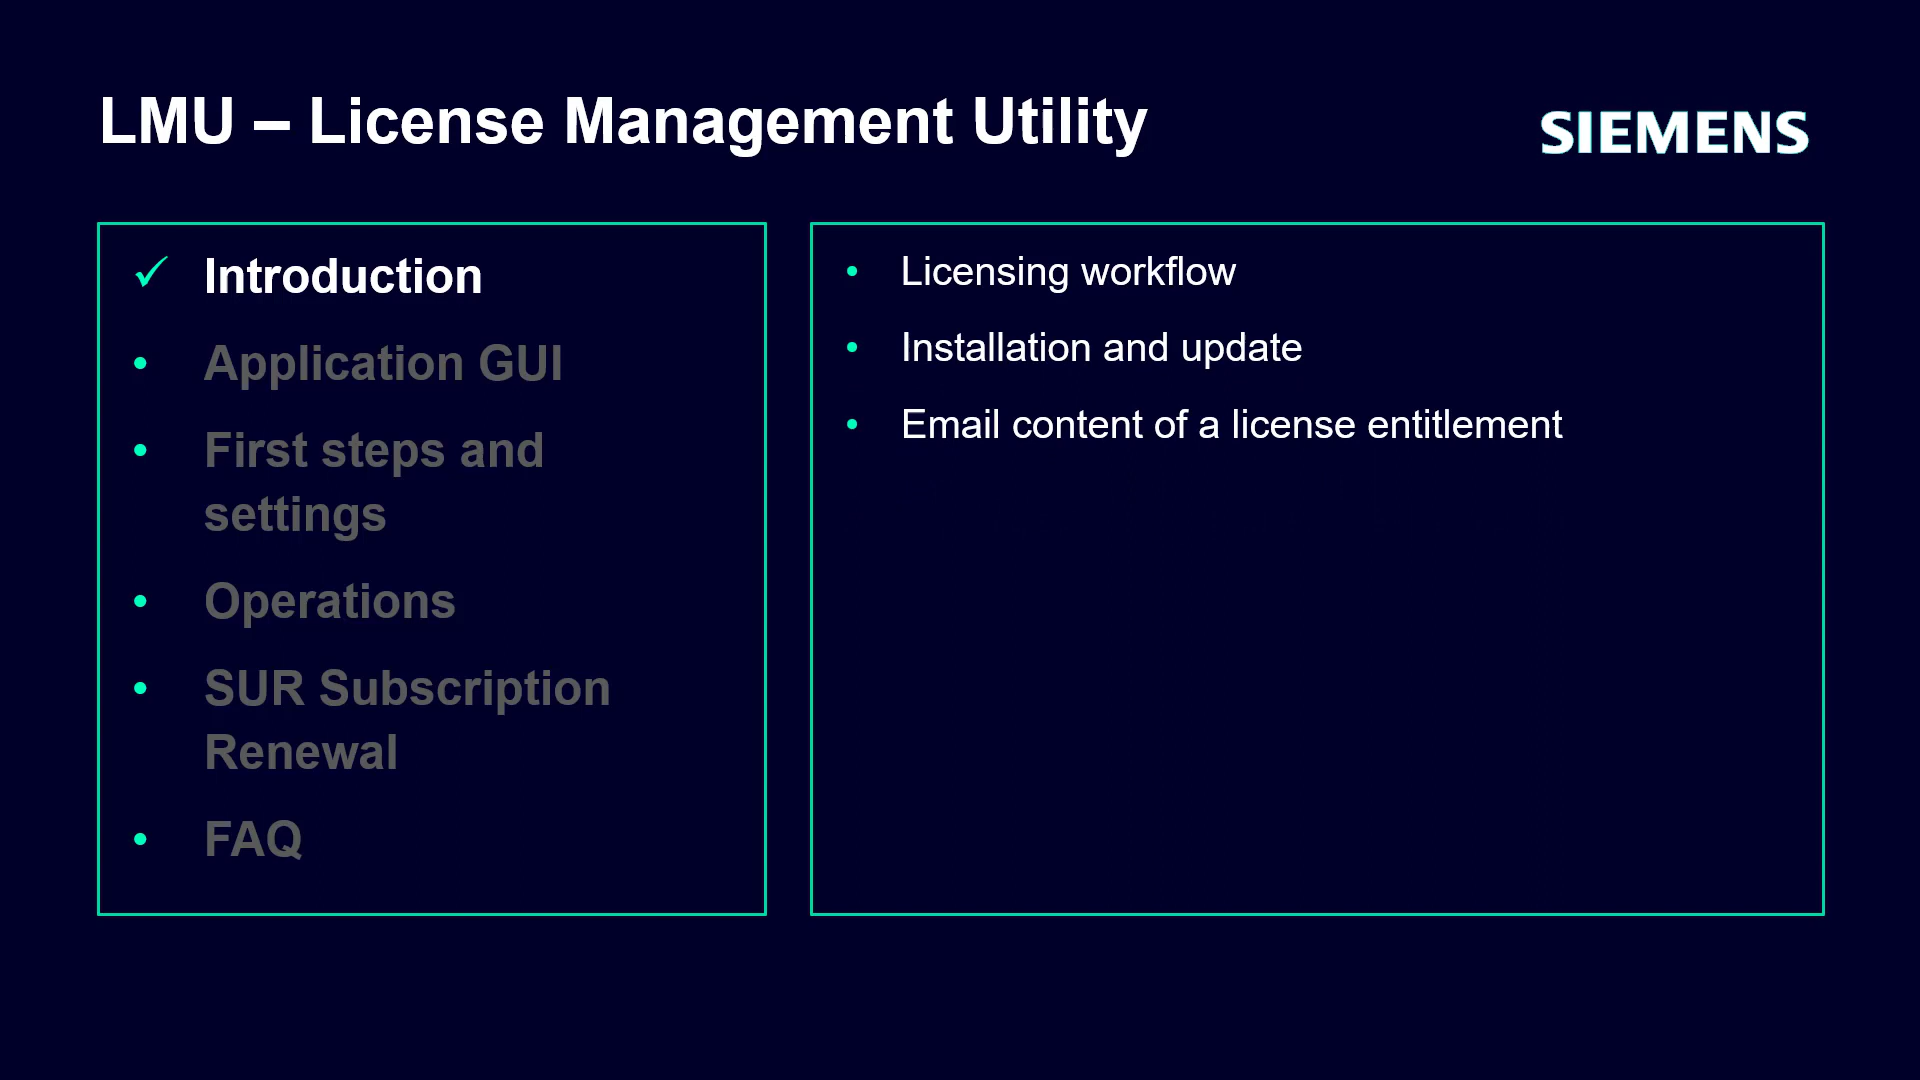 LMU – License Management Utility
SIEMENS
✓ Introduction
• Application GUI
• First steps and
settings
• Operations
• SUR Subscription
Renewal
• FAQ
• Licensing workflow
• Installation and update
• Email content of a license entitlement